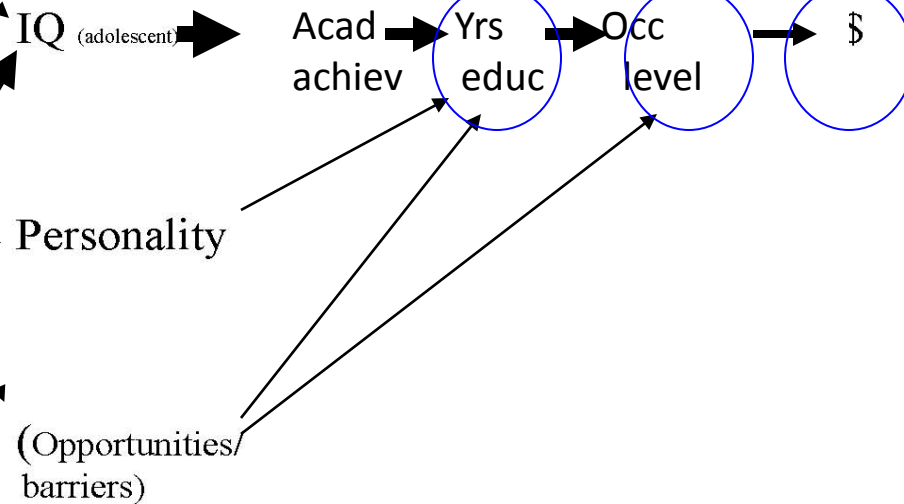 IQ (adolescent) Acad Yrs Occ $
achiev educ level
Personality
(Opportunities/
barriers)